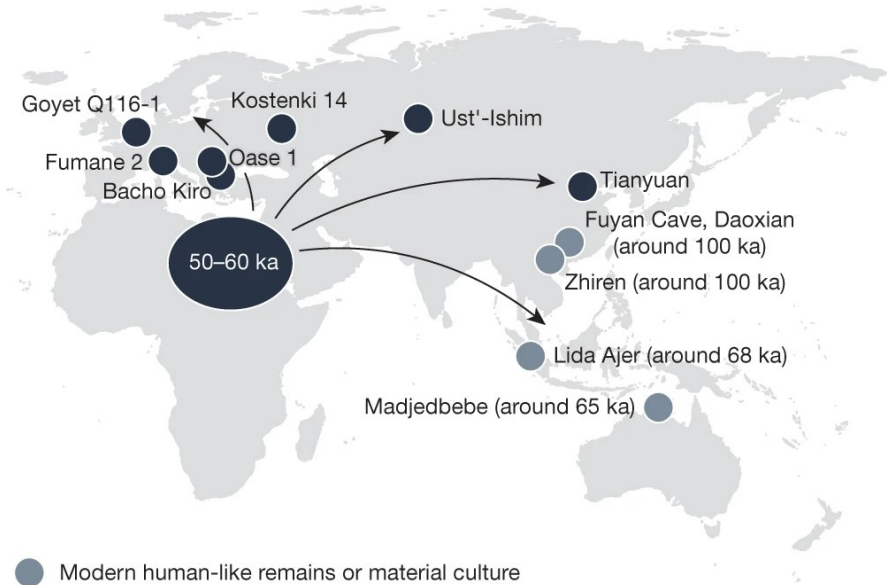 Goyet Q116-1
Kostenki 14
Ust'-Ishim
Fumane 2
Oase 1
Bacho Kiro
Tianyuan
Fuyan Cave, Daoxian
(around 100 ka)
50–60 ka
Zhiren (around 100 ka)
Lida Ajer (around 68 ka)
Madjedbebe (around 65 ka)
Modern human-like remains or material culture